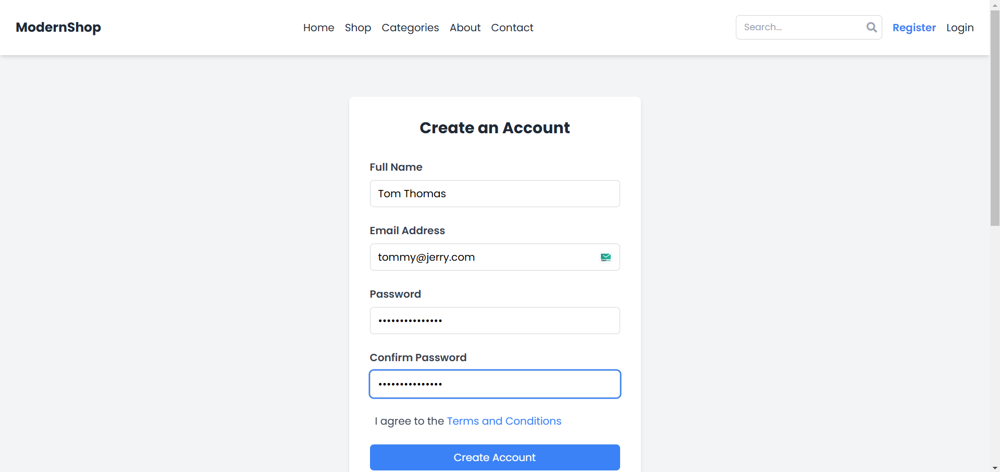 ModernShop
Home Shop Categories About Contact
Search...
Register Login
Create an Account
Full Name
Tom Thomas
Email Address
tommy@jerry.com
Password
•••••••••••••••
Confirm Password
•••••••••••••••
I agree to the Terms and Conditions
Create Account